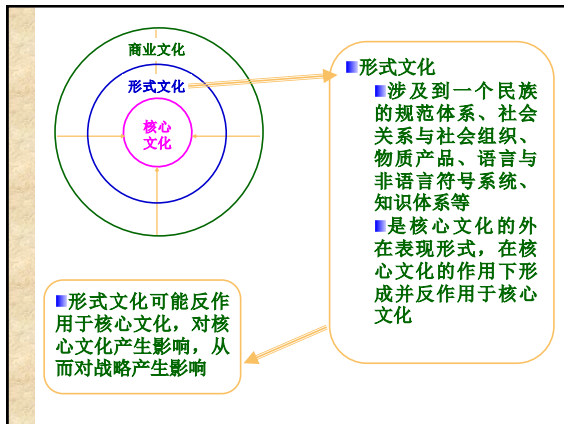 商业文化
形式文化
核心
文化
形式文化
涉及到一个民族
的规范体系、社会
关系与社会组织、
物质产品、语言与
非语言符号系统、
知识体系等
是核心文化的外
在表现形式，在核
心文化的作用下形
成并反作用于核心
文化
形式文化可能反作
用于核心文化，对核
心文化产生影响，从
而对战略产生影响